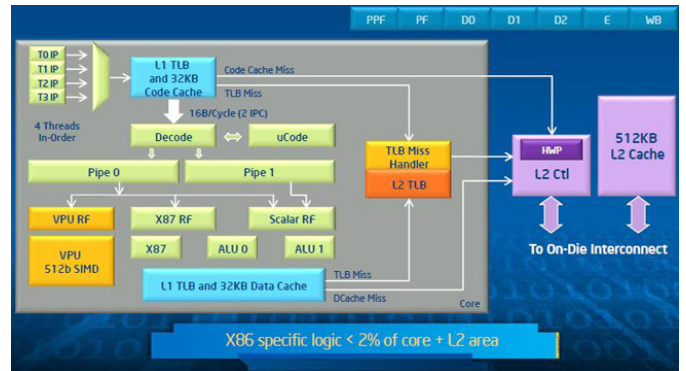 PPF PF D0 D1 D2 E WB
T0 IP
T1 IP
T2 IP
T3 IP
4 Threads
In-Order
L1 TLB
and 32KB
Code Cache
Code Cache Miss
TLB Miss
16B/Cycle (2 IPC)
Decode
uCode
Pipe 0
Pipe 1
VPU RF
X87 RF
Scalar RF
VPU
512b SIMD
X87
ALU 0
ALU 1
L1 TLB and 32KB Data Cache
TLB Miss
DCache Miss
Core
TLB Miss
Handler
L2 TLB
HWP
L2 Ctl
512KB
L2 Cache
To On-Die Interconnect
X86 specific logic < 2% of core + L2 area